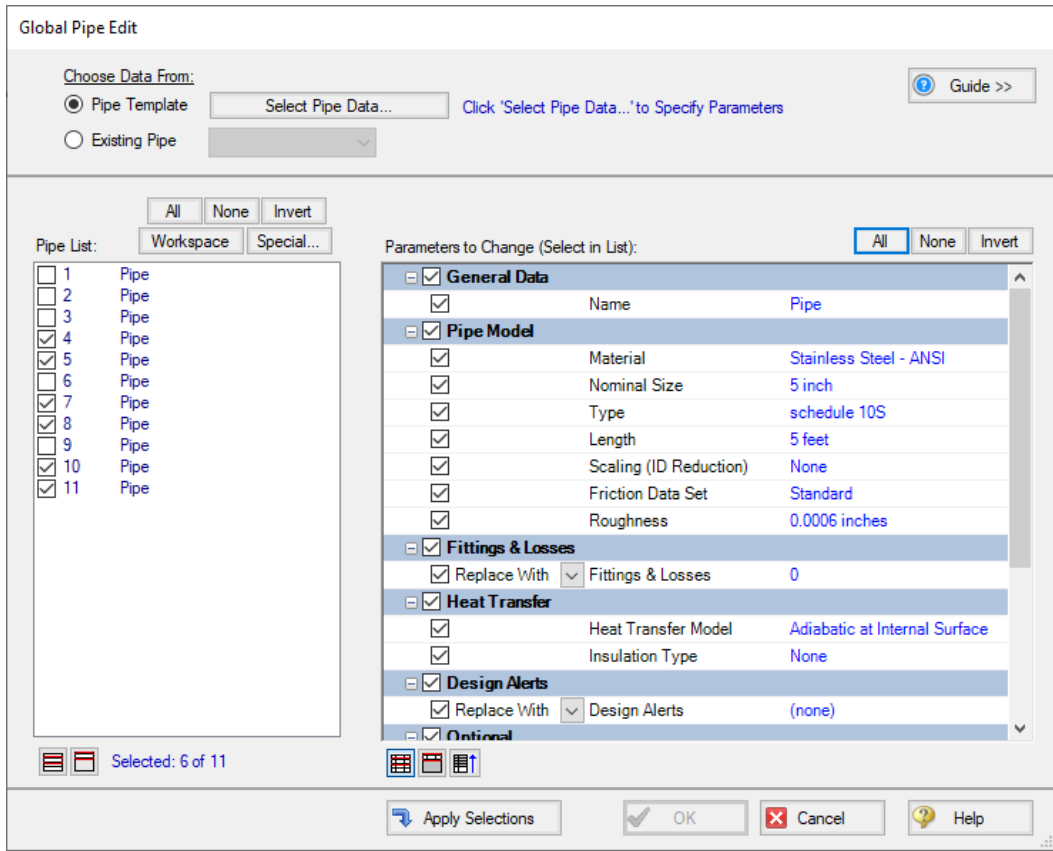 Global Pipe Edit
Choose Data From:
Pipe Template Select Pipe Data... Click 'Select Pipe Data...' to Specify Parameters Guide >>
Existing Pipe
All None Invert
Pipe List: Workspace Special...
Parameters to Change (Select in List): All None Invert
1 Pipe
2 Pipe
3 Pipe
4 Pipe
5 Pipe
6 Pipe
7 Pipe
8 Pipe
9 Pipe
10 Pipe
11 Pipe
Selected: 6 of 11
General Data
Name Pipe
Pipe Model
Material Stainless Steel - ANSI
Nominal Size 5 inch
Type schedule 10S
Length 5 feet
Scaling (ID Reduction) None
Friction Data Set Standard
Roughness 0.0006 inches
Fittings & Losses
Replace With Fittings & Losses 0
Heat Transfer
Heat Transfer Model Adiabatic at Internal Surface
Insulation Type None
Design Alerts
Replace With Design Alerts (none)
Optional
Apply Selections OK Cancel Help